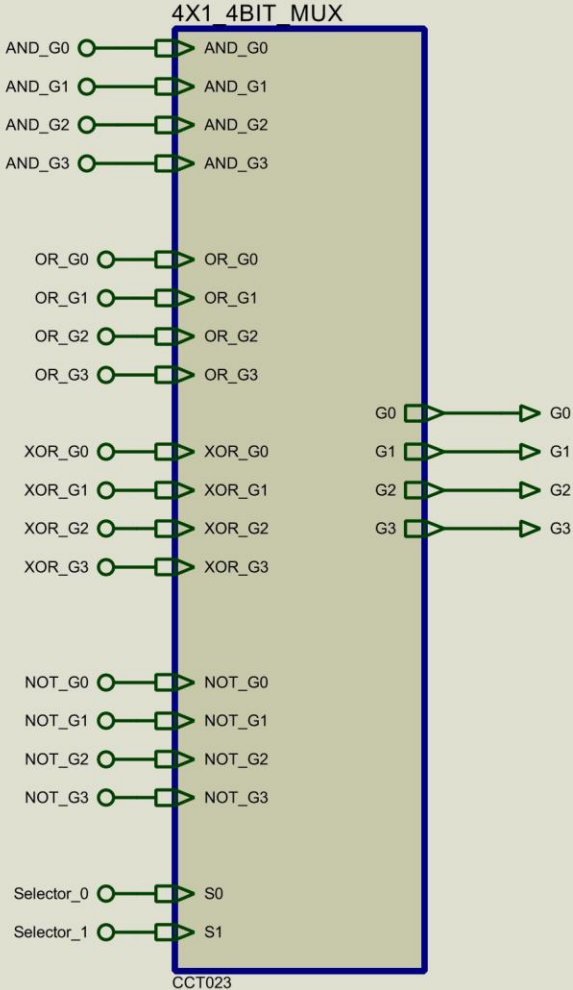 4X1_4BIT_MUX
AND_G0 AND_G0
AND_G1 AND_G1
AND_G2 AND_G2
AND_G3 AND_G3
OR_G0 OR_G0
OR_G1 OR_G1
OR_G2 OR_G2
OR_G3 OR_G3
G0 G0
XOR_G0 XOR_G0 G1 G1
XOR_G1 XOR_G1 G2 G2
XOR_G2 XOR_G2 G3 G3
XOR_G3 XOR_G3
NOT_G0 NOT_G0
NOT_G1 NOT_G1
NOT_G2 NOT_G2
NOT_G3 NOT_G3
Selector_0 S0
Selector_1 S1
CCT023